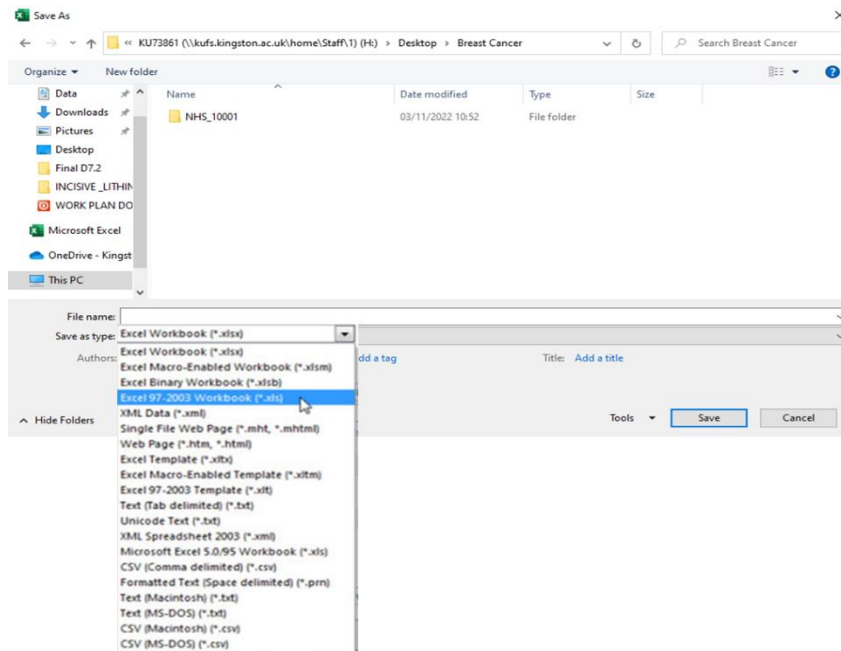 Save As
« KU73861 (\\kufs.kingston.ac.uk\home\Staff\1) (H:) > Desktop > Breast Cancer
Search Breast Cancer
Organize
New folder
Name
Date modified
Type
Size
Data
Downloads
Pictures
Desktop
Final D7.2
INCISIVE _LITHIN
WORK PLAN DO
Microsoft Excel
OneDrive - Kingst
This PC
NHS_10001
03/11/2022 10:52
File folder
File name:
Save as type: Excel Workbook (*.xlsx)
Authors:
dd a tag
Title: Add a title
Excel Workbook (*.xlsx)
Excel Macro-Enabled Workbook (*.xlsm)
Excel Binary Workbook (*.xlsb)
Excel 97-2003 Workbook (*.xls)
XML Data (*.xml)
Single File Web Page (*.mht, *.mhtml)
Web Page (*.htm, *.html)
Excel Template (*.xltx)
Excel Macro-Enabled Template (*.xltm)
Excel 97-2003 Template (*.xlt)
Text (Tab delimited) (*.txt)
Unicode Text (*.txt)
XML Spreadsheet 2003 (*.xml)
Microsoft Excel 5.0/95 Workbook (*.xls)
CSV (Comma delimited) (*.csv)
Formatted Text (Space delimited) (*.prn)
Text (Macintosh) (*.txt)
Text (MS-DOS) (*.txt)
CSV (Macintosh) (*.csv)
CSV (MS-DOS) (*.csv)
Hide Folders
Tools
Save
Cancel